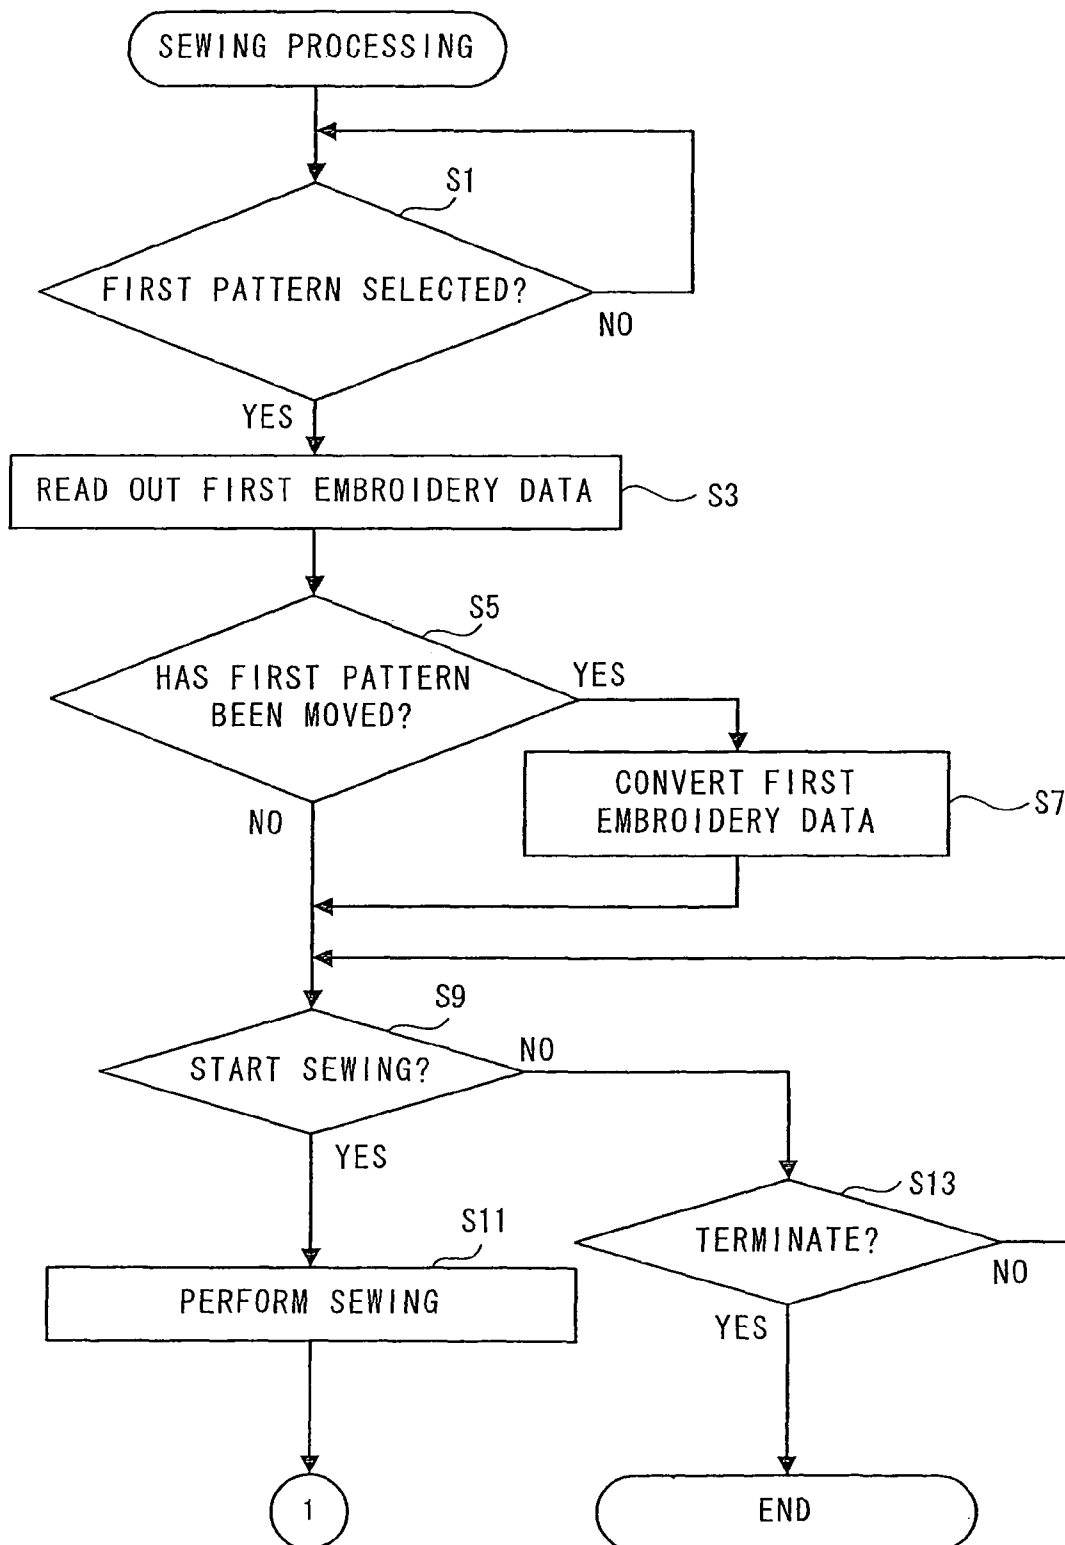 SEWING PROCESSING
S1
FIRST PATTERN SELECTED?
NO
YES
READ OUT FIRST EMBROIDERY DATA
S3
S5
HAS FIRST PATTERN
BEEN MOVED?
YES
NO
CONVERT FIRST
EMBROIDERY DATA
S7
S9
START SEWING?
NO
YES
S13
TERMINATE?
NO
YES
S11
PERFORM SEWING
1
END